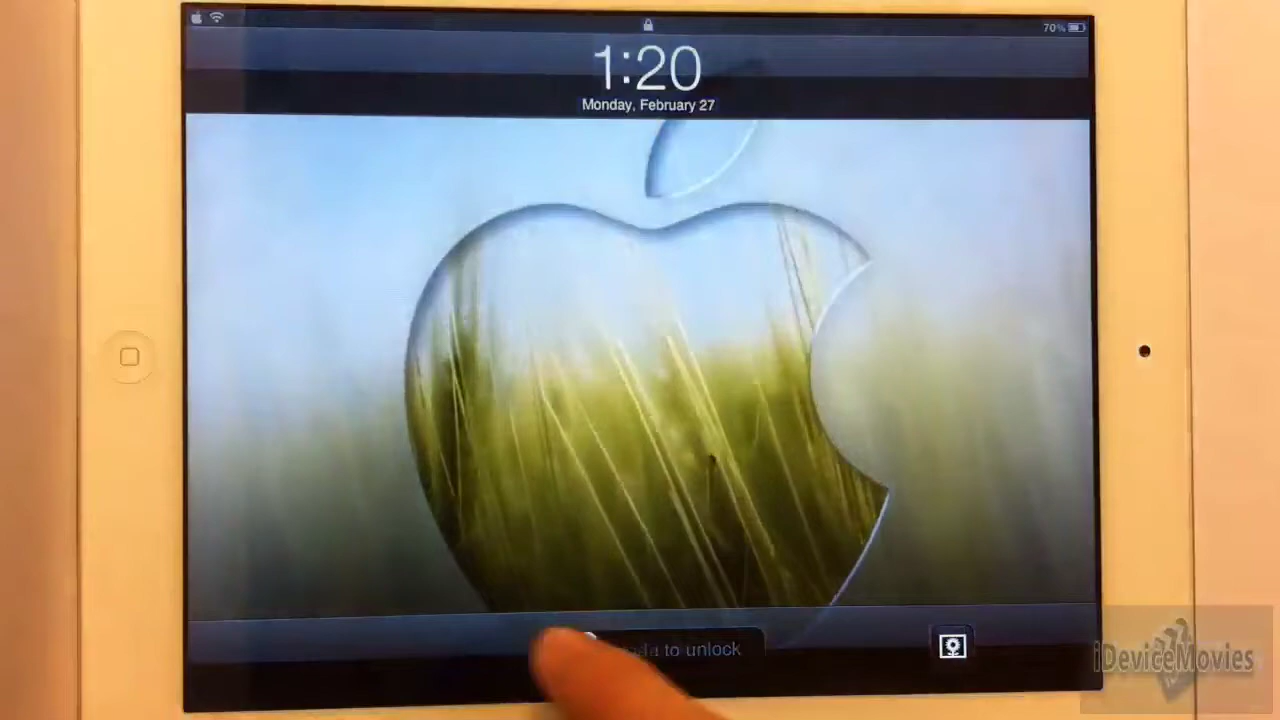 70%
1:20
Monday, February 27
to unlock
iDeviceMovies